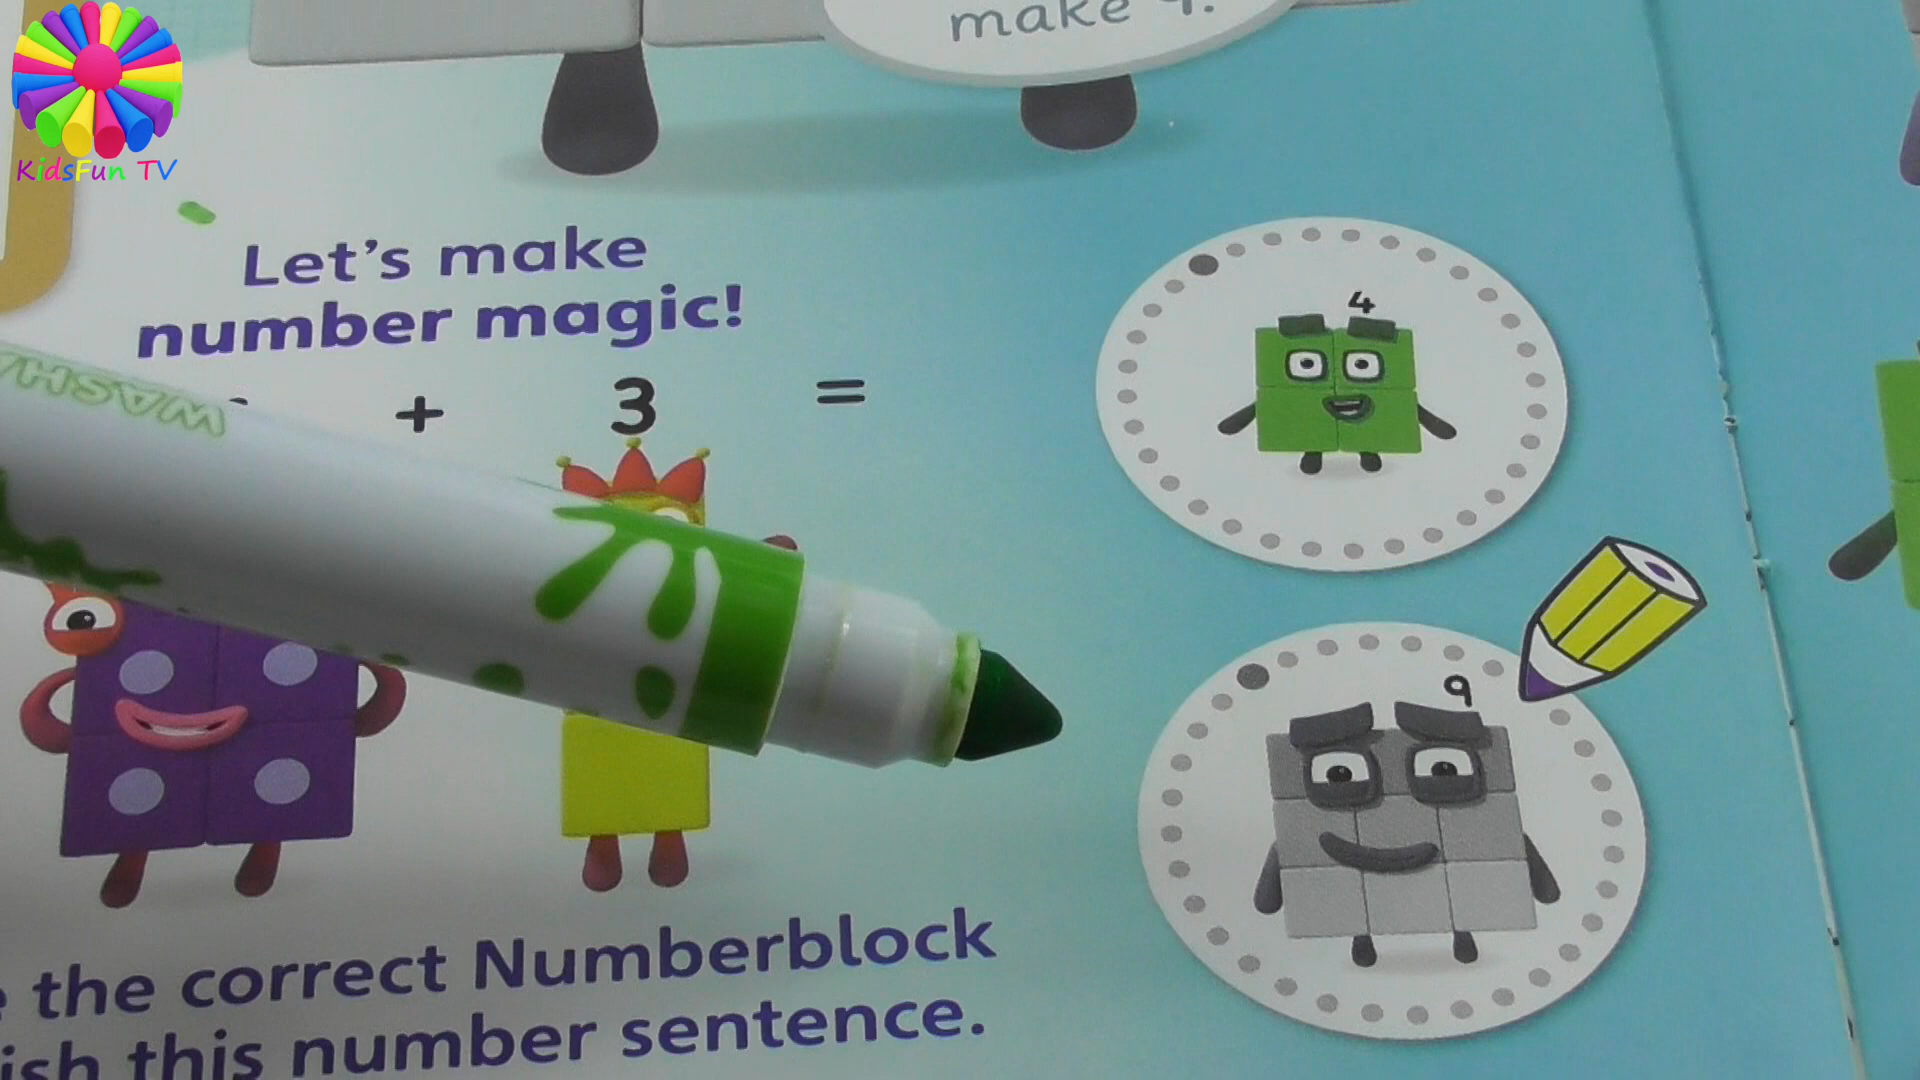 make
KidsFun TV
Let's make
number magic!
+ 3 =
4
WASH
9
the correct Numberblock
this number sentence.